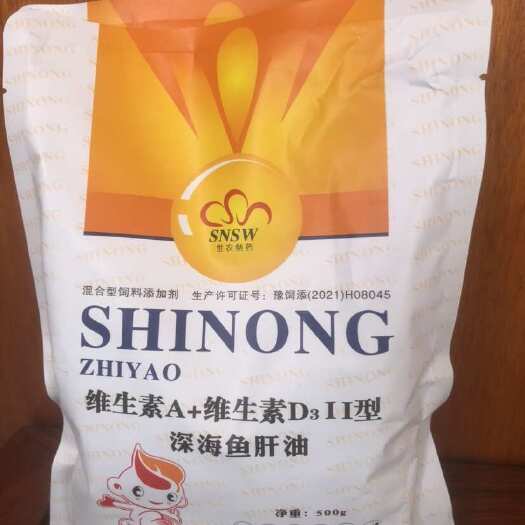 SNSW
世农制药
混合型饲料添加剂 生产许可证号：豫饲添(2021)H08045
SHINONG
ZHIYAO
维生素A+维生素D₃II型
深海鱼肝油
净重：500g